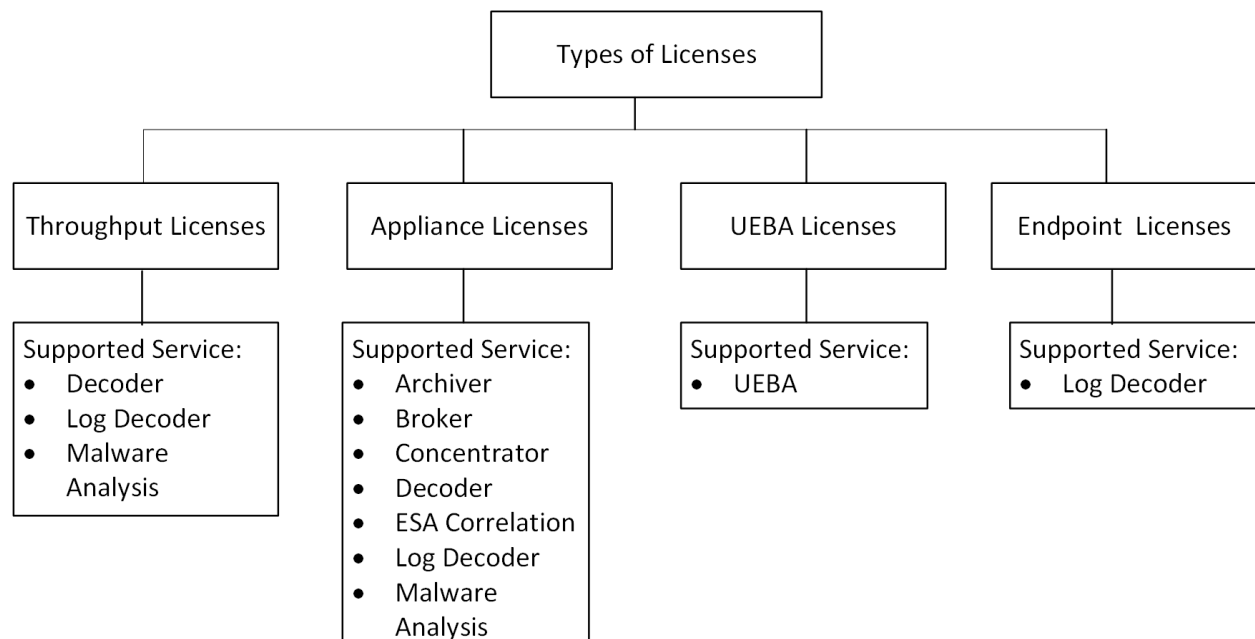 Types of Licenses
Throughput Licenses
Appliance Licenses
UEBA Licenses
Endpoint Licenses
Supported Service:
• Decoder
• Log Decoder
• Malware
Analysis
Supported Service:
• Archiver
• Broker
• Concentrator
• Decoder
• ESA Correlation
• Log Decoder
• Malware
Analysis
Supported Service:
• UEBA
Supported Service:
• Log Decoder